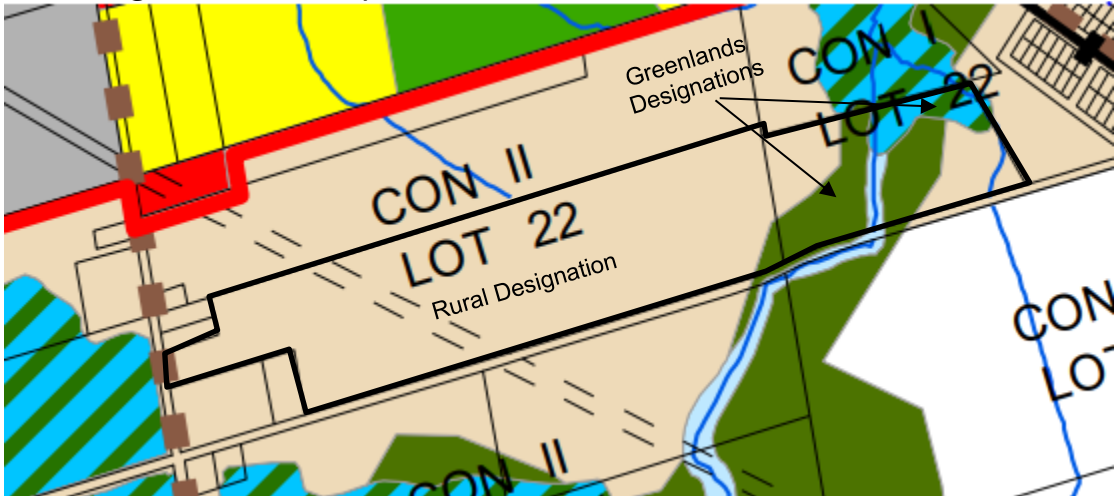 Greenlands
Designations
CON I
LOT 22
CON II
LOT 22
Rural Designation
CON
LOT
CON II